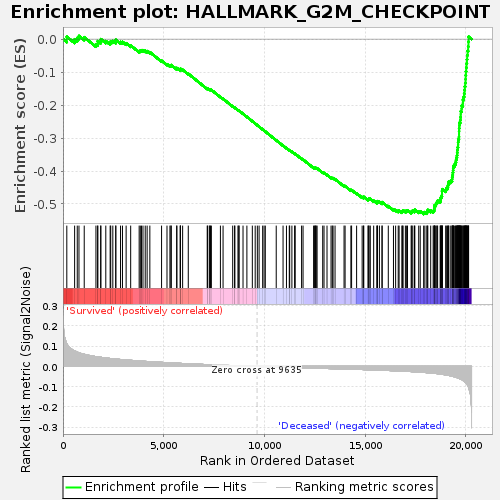 Enrichment plot: HALLMARK_G2M_CHECKPOINT
Enrichment score (ES)
0.0
-0.1
-0.2
-0.3
-0.4
-0.5
'Survived' (positively correlated)
Ranked list metric (Signal2Noise)
0.3
0.2
0.1
0.0
-0.1
-0.2
-0.3
Zero cross at 9635
'Deceased' (negatively correlated)
0
5,000
10,000
15,000
20,000
Rank in Ordered Dataset
Enrichment profile
Hits
Ranking metric scores